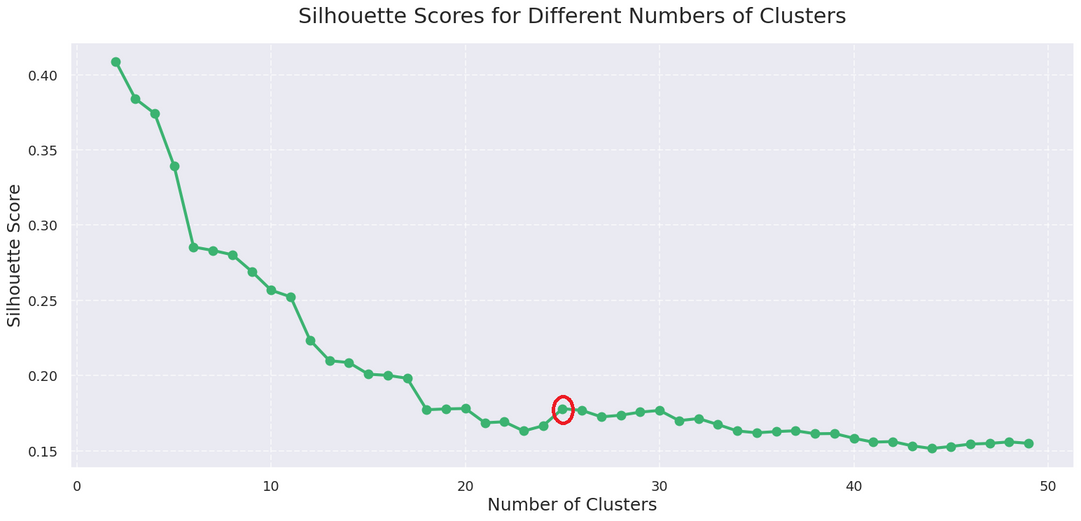 Silhouette Scores for Different Numbers of Clusters
Silhouette Score
0.40
0.35
0.30
0.25
0.20
0.15
0 10 20 30 40 50
Number of Clusters